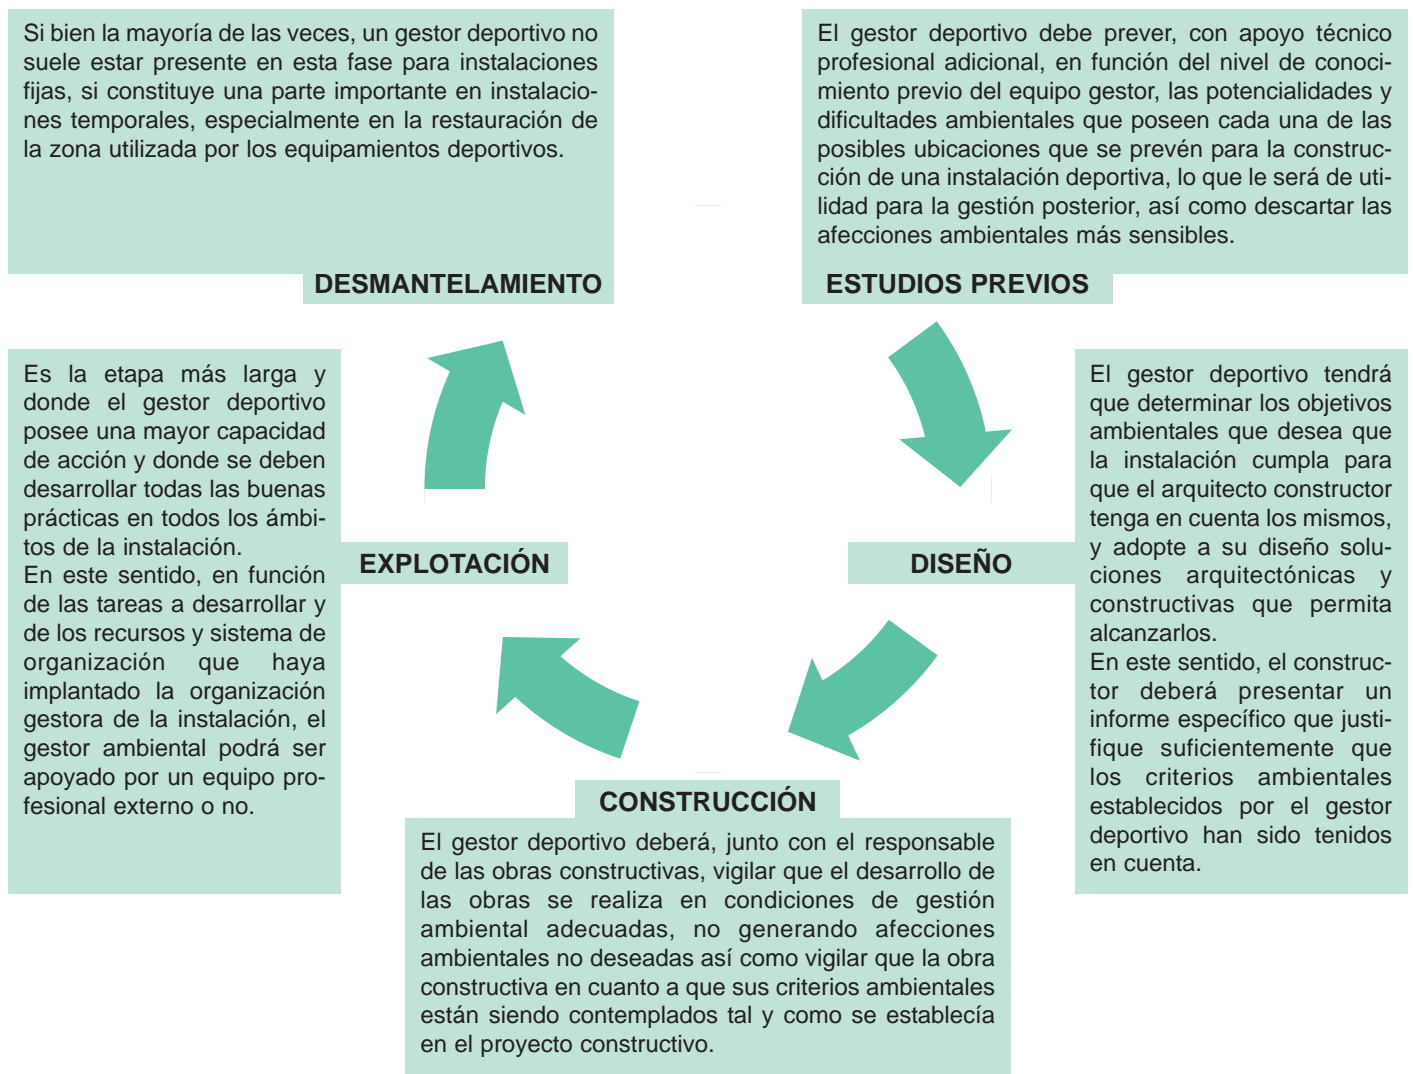 Si bien la mayoría de las veces, un gestor deportivo no
suele estar presente en esta fase para instalaciones
fijas, si constituye una parte importante en instalacio-
nes temporales, especialmente en la restauración de
la zona utilizada por los equipamientos deportivos.
DESMANTELAMIENTO
El gestor deportivo debe prever, con apoyo técnico
profesional adicional, en función del nivel de conoci-
miento previo del equipo gestor, las potencialidades y
dificultades ambientales que poseen cada una de las
posibles ubicaciones que se prevén para la construc-
ción de una instalación deportiva, lo que le será de uti-
lidad para la gestión posterior, así como descartar las
afecciones ambientales más sensibles.
ESTUDIOS PREVIOS
Es la etapa más larga y
donde el gestor deportivo
posee una mayor capacidad
de acción y donde se deben
desarrollar todas las buenas
prácticas en todos los ámbi-
tos de la instalación.
En este sentido, en función
de las tareas a desarrollar y
de los recursos y sistema de
organización que haya
implantado la organización
gestora de la instalación, el
gestor ambiental podrá ser
apoyado por un equipo pro-
fesional externo o no.
EXPLOTACIÓN
DISEÑO
El gestor deportivo tendrá
que determinar los objetivos
ambientales que desea que
la instalación cumpla para
que el arquitecto constructor
tenga en cuenta los mismos,
y adopte a su diseño solu-
ciones arquitectónicas y
constructivas que permita
alcanzarlos.
En este sentido, el construc-
tor deberá presentar un
informe específico que justi-
fique suficientemente que
los criterios ambientales
establecidos por el gestor
deportivo han sido tenidos
en cuenta.
CONSTRUCCIÓN
El gestor deportivo deberá, junto con el responsable
de las obras constructivas, vigilar que el desarrollo de
las obras se realiza en condiciones de gestión
ambiental adecuadas, no generando afecciones
ambientales no deseadas así como vigilar que la obra
constructiva en cuanto a que sus criterios ambientales
están siendo contemplados tal y como se establecía
en el proyecto constructivo.